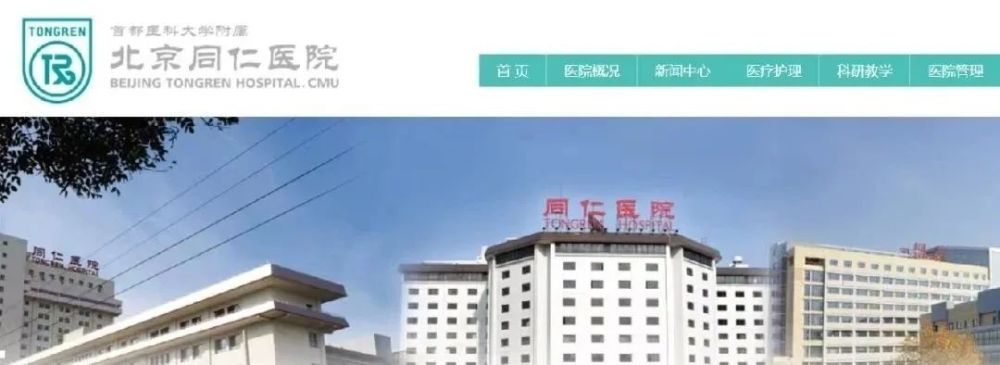 TONGREN
首都医科大学附属
北京同仁医院
BEIJING TONGREN HOSPITAL.CMU
首页 医院概况 新闻中心 医疗护理 科研教学 医院管理
同仁医院
TONGREN HOSPITAL
同仁医院
TONGREN HOSPITAL